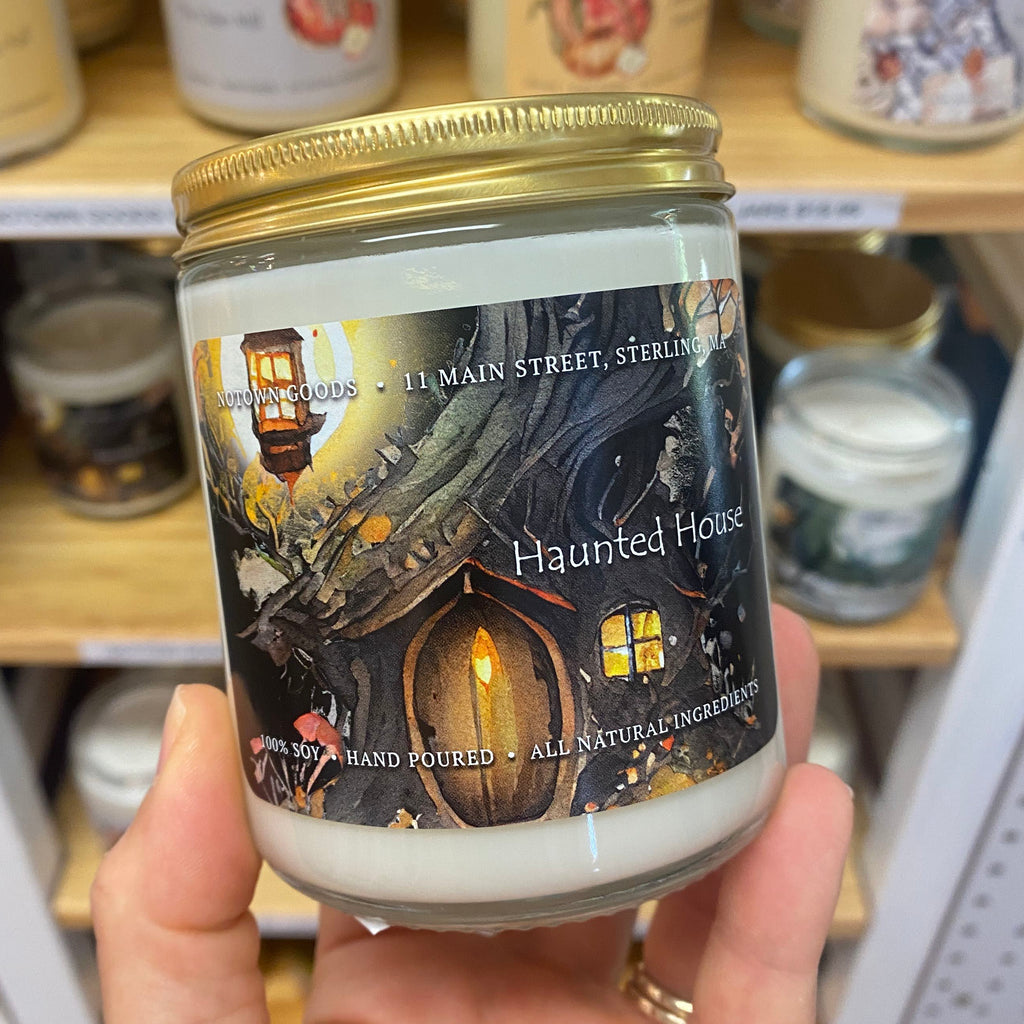 NOTOWN GOODS • 11 MAIN STREET, STERLING, MA
Haunted House
100% SOY • HAND POURED • ALL NATURAL INGREDIENTS